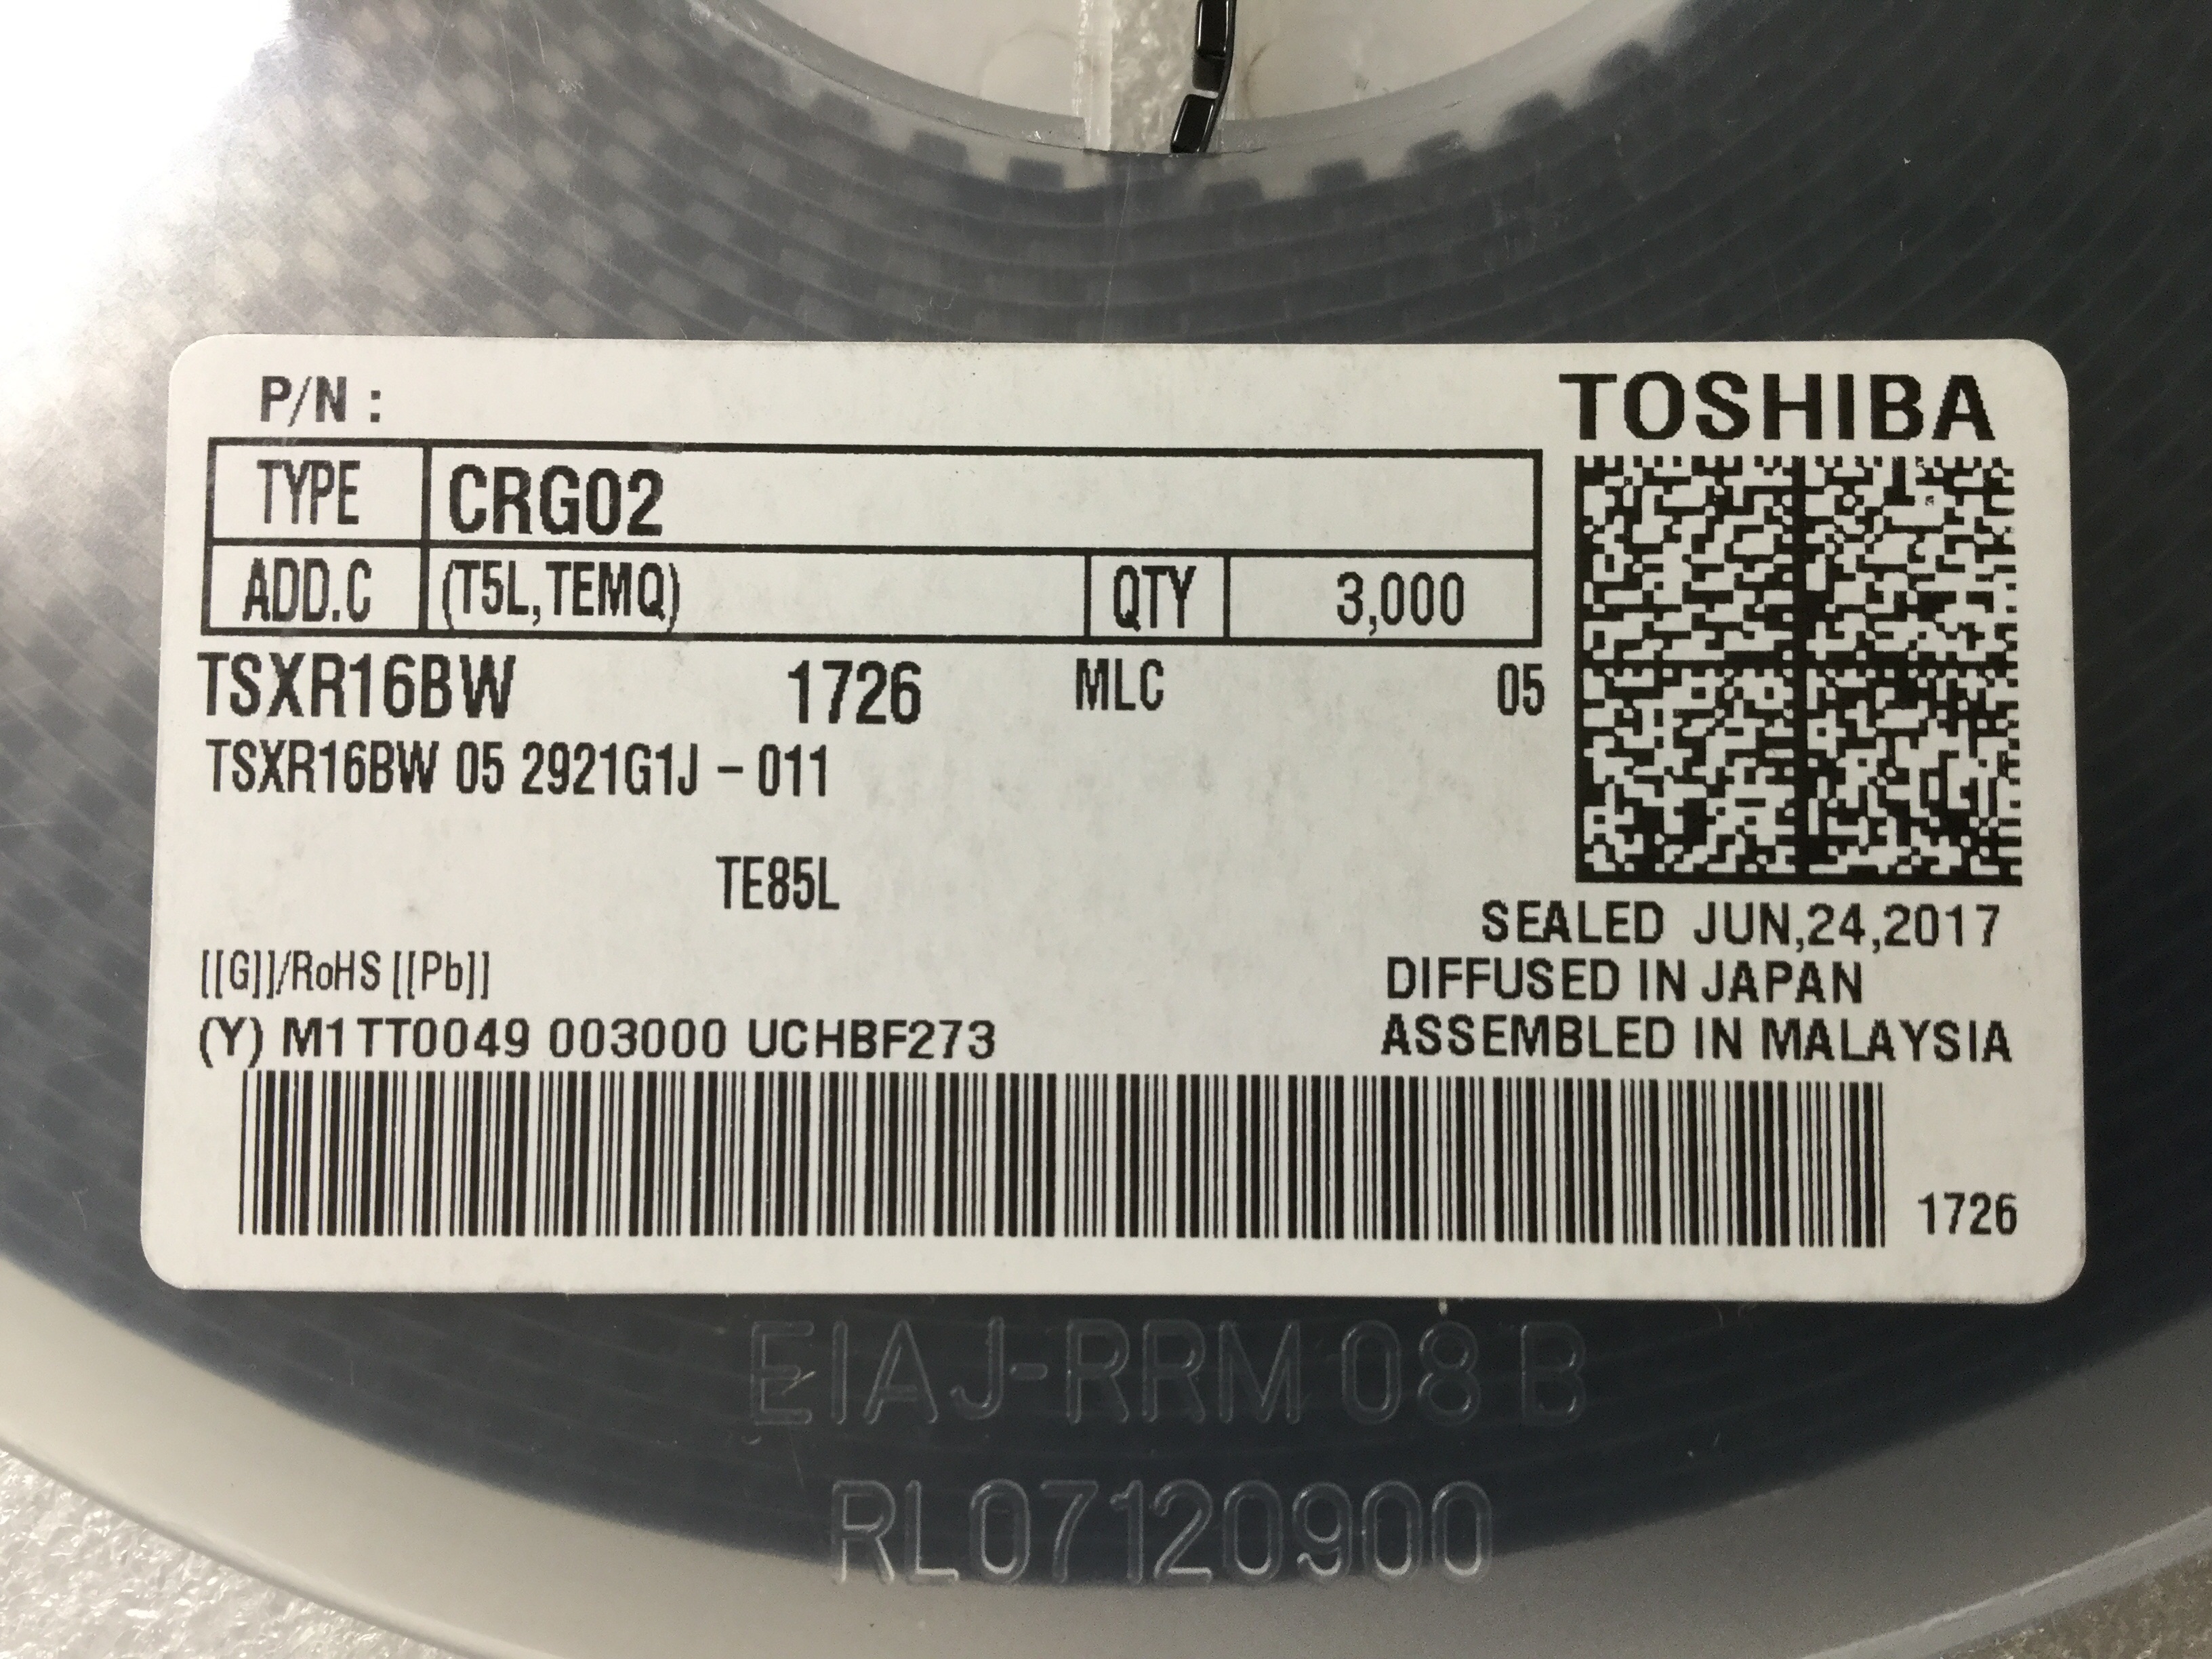 P/N :
TOSHIBA
TYPE CRG02
ADD.C (T5L,TEMQ) QTY 3,000
TSXR16BW 1726 MLC 05
TSXR16BW 05 2921G1J - 011
TE85L
SEALED JUN,24,2017
[[G]]/RoHS [[Pb]]
DIFFUSED IN JAPAN
(Y) M1TT0049 003000 UCHBF273
ASSEMBLED IN MALAYSIA
1726
EIAJ-RRM 08 B
RL07120900